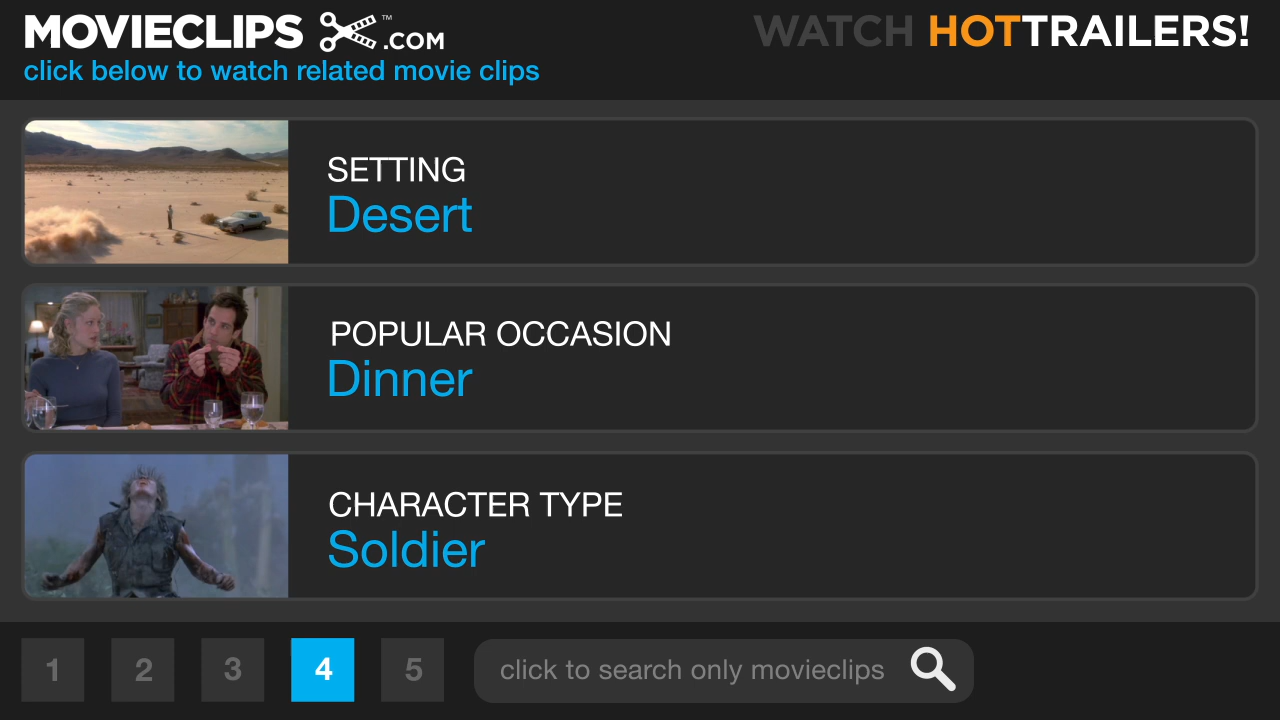 MOVIECLIPS ™ .COM
WATCH HOTTRAILERS!
click below to watch related movie clips
SETTING
Desert
POPULAR OCCASION
Dinner
CHARACTER TYPE
Soldier
1 2 3 4 5 click to search only movieclips